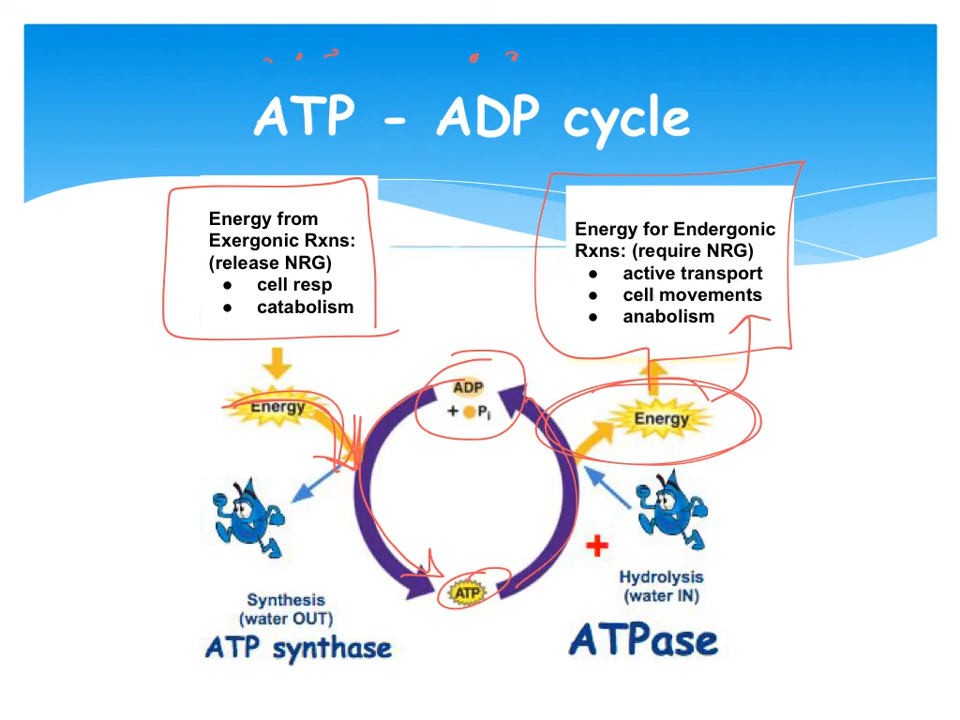 ATP - ADP cycle
Energy from
Exergonic Rxns:
(release NRG)
● cell resp
● catabolism
Energy for Endergonic
Rxns: (require NRG)
● active transport
● cell movements
● anabolism
Energy
ADP
+ Pi
Energy
ATP
+
Synthesis
(water OUT)
ATP synthase
Hydrolysis
(water IN)
ATPase